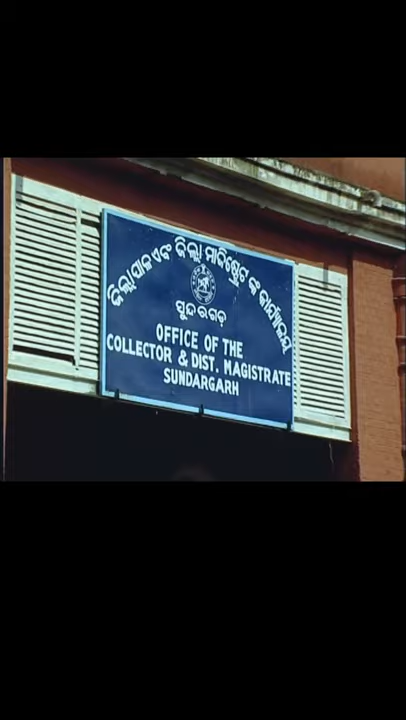 ଜିଲ୍ଲାପାଳ ଏବଂ ଜିଲ୍ଲା ମାଜିଷ୍ଟ୍ରେଟ ଙ୍କ କାର୍ଯ୍ୟାଳୟ
ସୁନ୍ଦରଗଡ଼
OFFICE OF THE
COLLECTOR & DIST. MAGISTRATE
SUNDARGARH